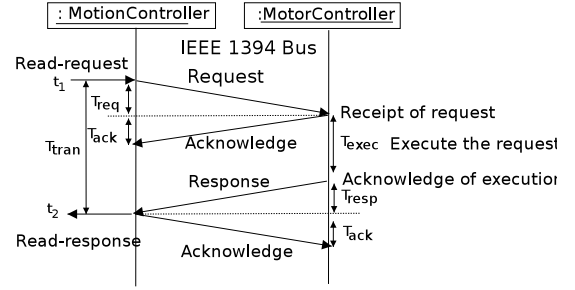 : MotionController
:MotorController
IEEE 1394 Bus
Read-request
Request
t1
Treq
Receipt of request
Tack
Acknowledge
Texec Execute the request
Ttran
Response
Acknowledge of execution
Tresp
t2
Read-response
Acknowledge
Tack